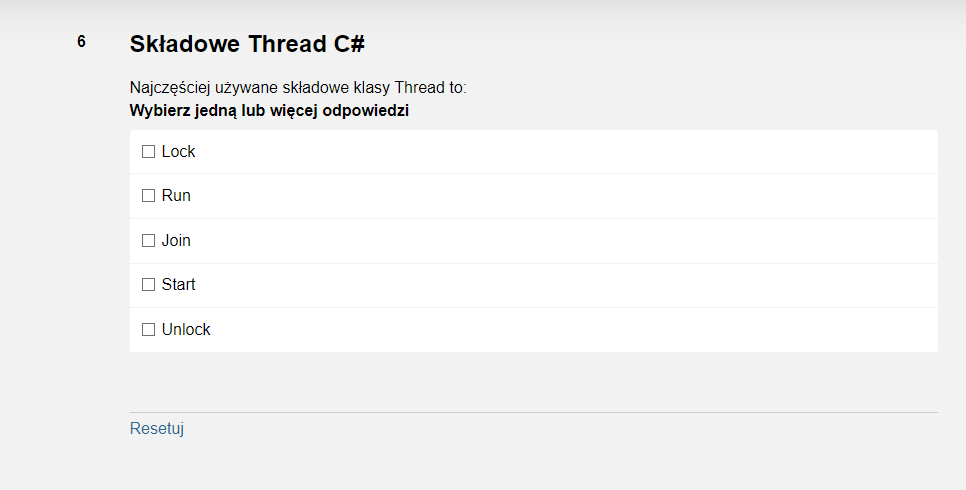 6
Składowe Thread C#
Najczęściej używane składowe klasy Thread to:
Wybierz jedną lub więcej odpowiedzi
Lock
Run
Join
Start
Unlock
Resetuj